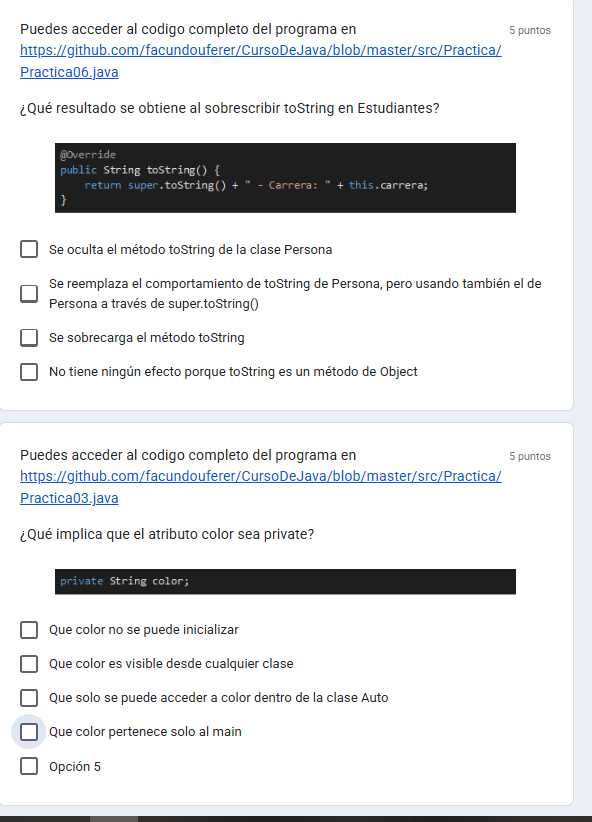 Puedes acceder al codigo completo del programa en
5 puntos
https://github.com/facundouferer/CursoDeJava/blob/master/src/Practica/
Practica06.java
¿Qué resultado se obtiene al sobrescribir toString en Estudiantes?
@Override
public String toString() {
return super.toString() + " - Carrera: " + this.carrera;
}
Se oculta el método toString de la clase Persona
Se reemplaza el comportamiento de toString de Persona, pero usando también el de
Persona a través de super.toString()
Se sobrecarga el método toString
No tiene ningún efecto porque toString es un método de Object
Puedes acceder al codigo completo del programa en
5 puntos
https://github.com/facundouferer/CursoDeJava/blob/master/src/Practica/
Practica03.java
¿Qué implica que el atributo color sea private?
private String color;
Que color no se puede inicializar
Que color es visible desde cualquier clase
Que solo se puede acceder a color dentro de la clase Auto
Que color pertenece solo al main
Opción 5